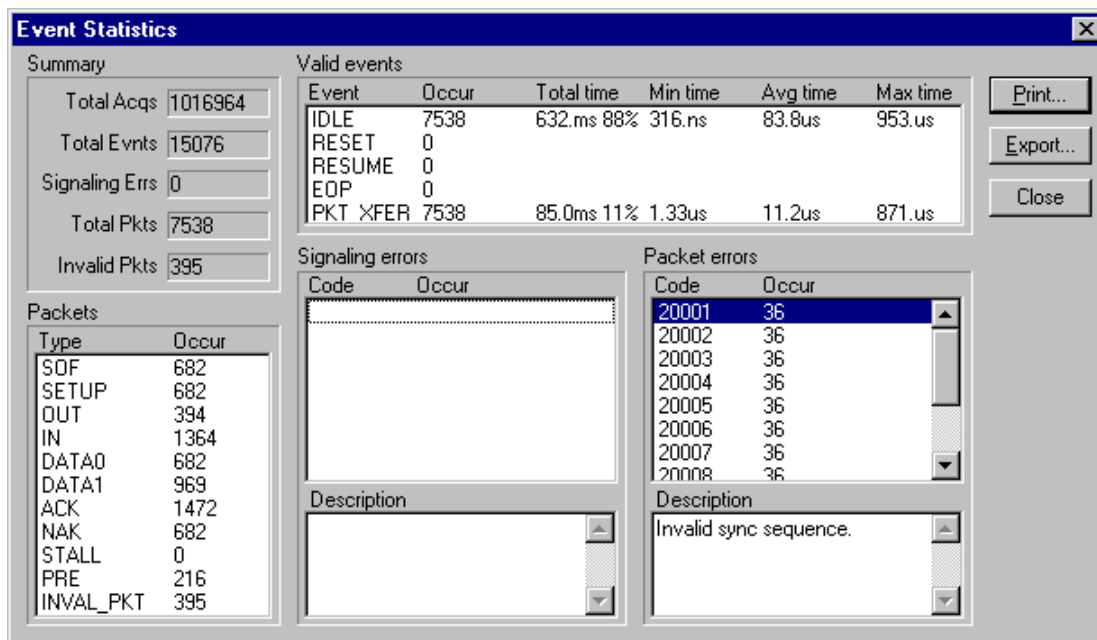 Event Statistics
Summary
Total Acqs 1016964
Total Evnts 15076
Signaling Errs 0
Total Pkts 7538
Invalid Pkts 395
Valid events
Event Occur Total time Min time Avg time Max time
IDLE 7538 632.ms 88% 316.ns 83.8us 953.us
RESET 0
RESUME 0
EOP 0
PKT_XFER 7538 85.0ms 11% 1.33us 11.2us 871.us
Print...
Export...
Close
Packets
Type Occur
SOF 682
SETUP 682
OUT 394
IN 1364
DATA0 682
DATA1 969
ACK 1472
NAK 682
STALL 0
PRE 216
INVAL_PKT 395
Signaling errors
Code Occur
Description
Packet errors
Code Occur
20001 36
20002 36
20003 36
20004 36
20005 36
20006 36
20007 36
20008 36
Description
Invalid sync sequence.